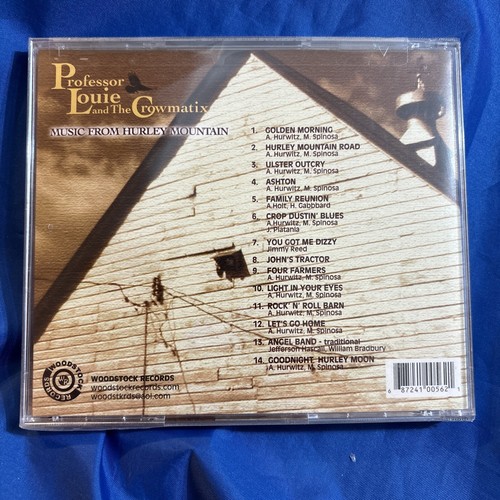 Professor
Louie
and The Crowmatix
MUSIC FROM HURLEY MOUNTAIN
1. GOLDEN MORNING
A. Hurwitz, M. Spinosa
2. HURLEY MOUNTAIN ROAD
A. Hurwitz, M. Spinosa
3. ULSTER OUTCRY
A. Hurwitz, M. Spinosa
4. ASHTON
A. Hurwitz, M. Spinosa
5. FAMILY REUNION
A.Holt, H. Gabbbard
6. CROP DUSTIN' BLUES
A. Hurwitz, M. Spinosa
J. Platania
7. YOU GOT ME DIZZY
Jimmy Reed
8. JOHN'S TRACTOR
9. FOUR FARMERS
A. Hurwitz, M. Spinosa
10. LIGHT IN YOUR EYES
A. Hurwitz, M. Spinosa
11. ROCK 'N' ROLL BARN
A. Hurwitz, M. Spinosa
12. LET'S GO HOME
A. Hurwitz, M. Spinosa
13. ANGEL BAND - traditional
Jefferson Hascall, William Bradbury
14. GOODNIGHT, HURLEY MOON
A. Hurwitz, M. Spinosa
WOODSTOCK RECORDS
WOODSTOCK RECORDS
woodstockrecords.com
woodstkrds@aol.com
6 87241 00562 1